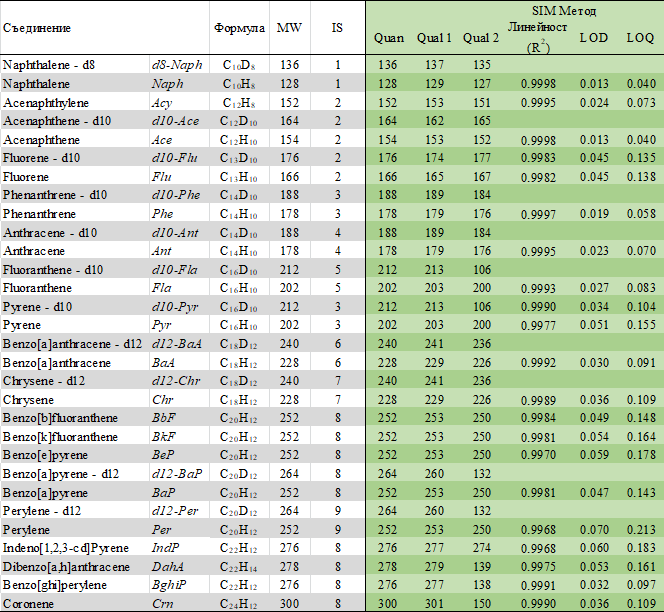 SIM Метод
Съединение Формула MW IS Quan Qual 1 Qual 2 Линейност (R²) LOD LOQ
Naphthalene - d8 d8-Naph C₁₀D₈ 136 1 136 137 135
Naphthalene Naph C₁₀H₈ 128 1 128 129 127 0.9998 0.013 0.040
Acenaphthylene Acy C₁₂H₈ 152 2 152 153 151 0.9995 0.024 0.073
Acenaphthene - d10 d10-Ace C₁₂D₁₀ 164 2 164 162 165
Acenaphthene Ace C₁₂H₁₀ 154 2 154 153 152 0.9998 0.013 0.040
Fluorene - d10 d10-Flu C₁₃D₁₀ 176 2 176 174 177 0.9983 0.045 0.135
Fluorene Flu C₁₃H₁₀ 166 2 166 165 167 0.9982 0.045 0.138
Phenanthrene - d10 d10-Phe C₁₄D₁₀ 188 3 188 189 184
Phenanthrene Phe C₁₄H₁₀ 178 3 178 179 176 0.9997 0.019 0.058
Anthracene - d10 d10-Ant C₁₄D₁₀ 188 4 188 189 184
Anthracene Ant C₁₄H₁₀ 178 4 178 179 176 0.9995 0.023 0.070
Fluoranthene - d10 d10-Fla C₁₆D₁₀ 212 5 212 213 106
Fluoranthene Fla C₁₆H₁₀ 202 5 202 203 200 0.9993 0.027 0.083
Pyrene - d10 d10-Pyr C₁₆D₁₀ 212 3 212 213 106 0.9990 0.034 0.104
Pyrene Pyr C₁₆H₁₀ 202 3 202 203 200 0.9977 0.051 0.155
Benzo[a]anthracene - d12 d12-BaA C₁₈D₁₂ 240 6 240 241 236
Benzo[a]anthracene BaA C₁₈H₁₂ 228 6 228 229 226 0.9992 0.030 0.091
Chrysene - d12 d12-Chr C₁₈D₁₂ 240 7 240 241 236
Chrysene Chr C₁₈H₁₂ 228 7 228 229 226 0.9989 0.036 0.109
Benzo[b]fluoranthene BbF C₂₀H₁₂ 252 8 252 253 250 0.9984 0.049 0.148
Benzo[k]fluoranthene BkF C₂₀H₁₂ 252 8 252 253 250 0.9981 0.054 0.164
Benzo[e]pyrene BeP C₂₀H₁₂ 252 8 252 253 250 0.9970 0.059 0.178
Benzo[a]pyrene - d12 d12-BaP C₂₀D₁₂ 264 8 264 260 132
Benzo[a]pyrene BaP C₂₀H₁₂ 252 8 252 253 250 0.9981 0.047 0.143
Perylene - d12 d12-Per C₂₀D₁₂ 264 9 264 260 132
Perylene Per C₂₀H₁₂ 252 9 252 253 250 0.9968 0.070 0.213
Indeno[1,2,3-cd]Pyrene IndP C₂₂H₁₂ 276 8 276 277 274 0.9968 0.060 0.183
Dibenzo[a,h]anthracene DahA C₂₂H₁₄ 278 8 278 279 139 0.9975 0.053 0.161
Benzo[ghi]perylene BghiP C₂₂H₁₂ 276 8 276 277 138 0.9991 0.032 0.097
Coronene Crn C₂₄H₁₂ 300 8 300 301 150 0.9990 0.036 0.109